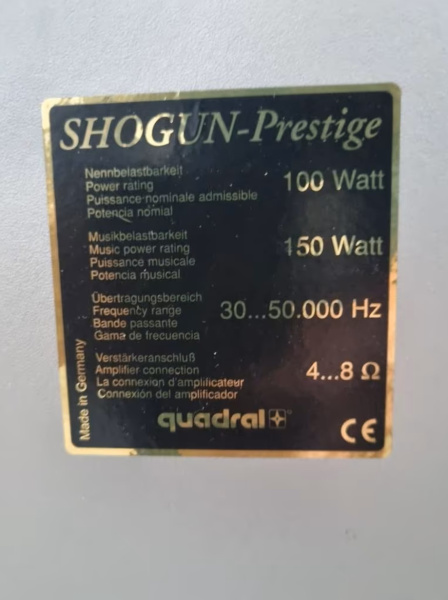 SHOGUN-Prestige
Nennbelastbarkeit
Power rating
Puissance nominale admissible
Potencia nomial
100 Watt
Musikbelastbarkeit
Music power rating
Puissance musicale
Potencia musical
150 Watt
Übertragungsbereich
Frequency range
Bande passante
Gama de frecuencia
30...50.000 Hz
Verstärkeranschluß
Amplifier connection
La connexion d'amplificateur
Connexión del amplificador
4...8 Ω
Made in Germany
quadral
CE